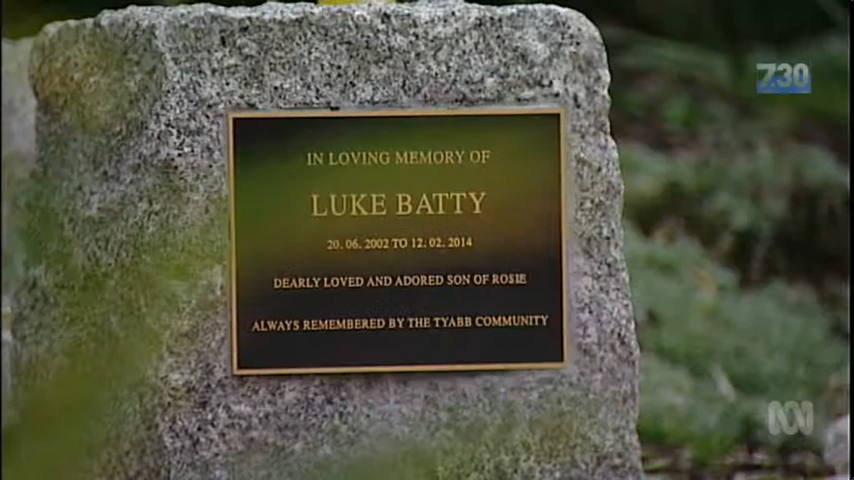 7.30
IN LOVING MEMORY OF
LUKE BATTY
20. 06. 2002 TO 12. 02. 2014
DEARLY LOVED AND ADORED SON OF ROSIE
ALWAYS REMEMBERED BY THE TYABB COMMUNITY
ABC